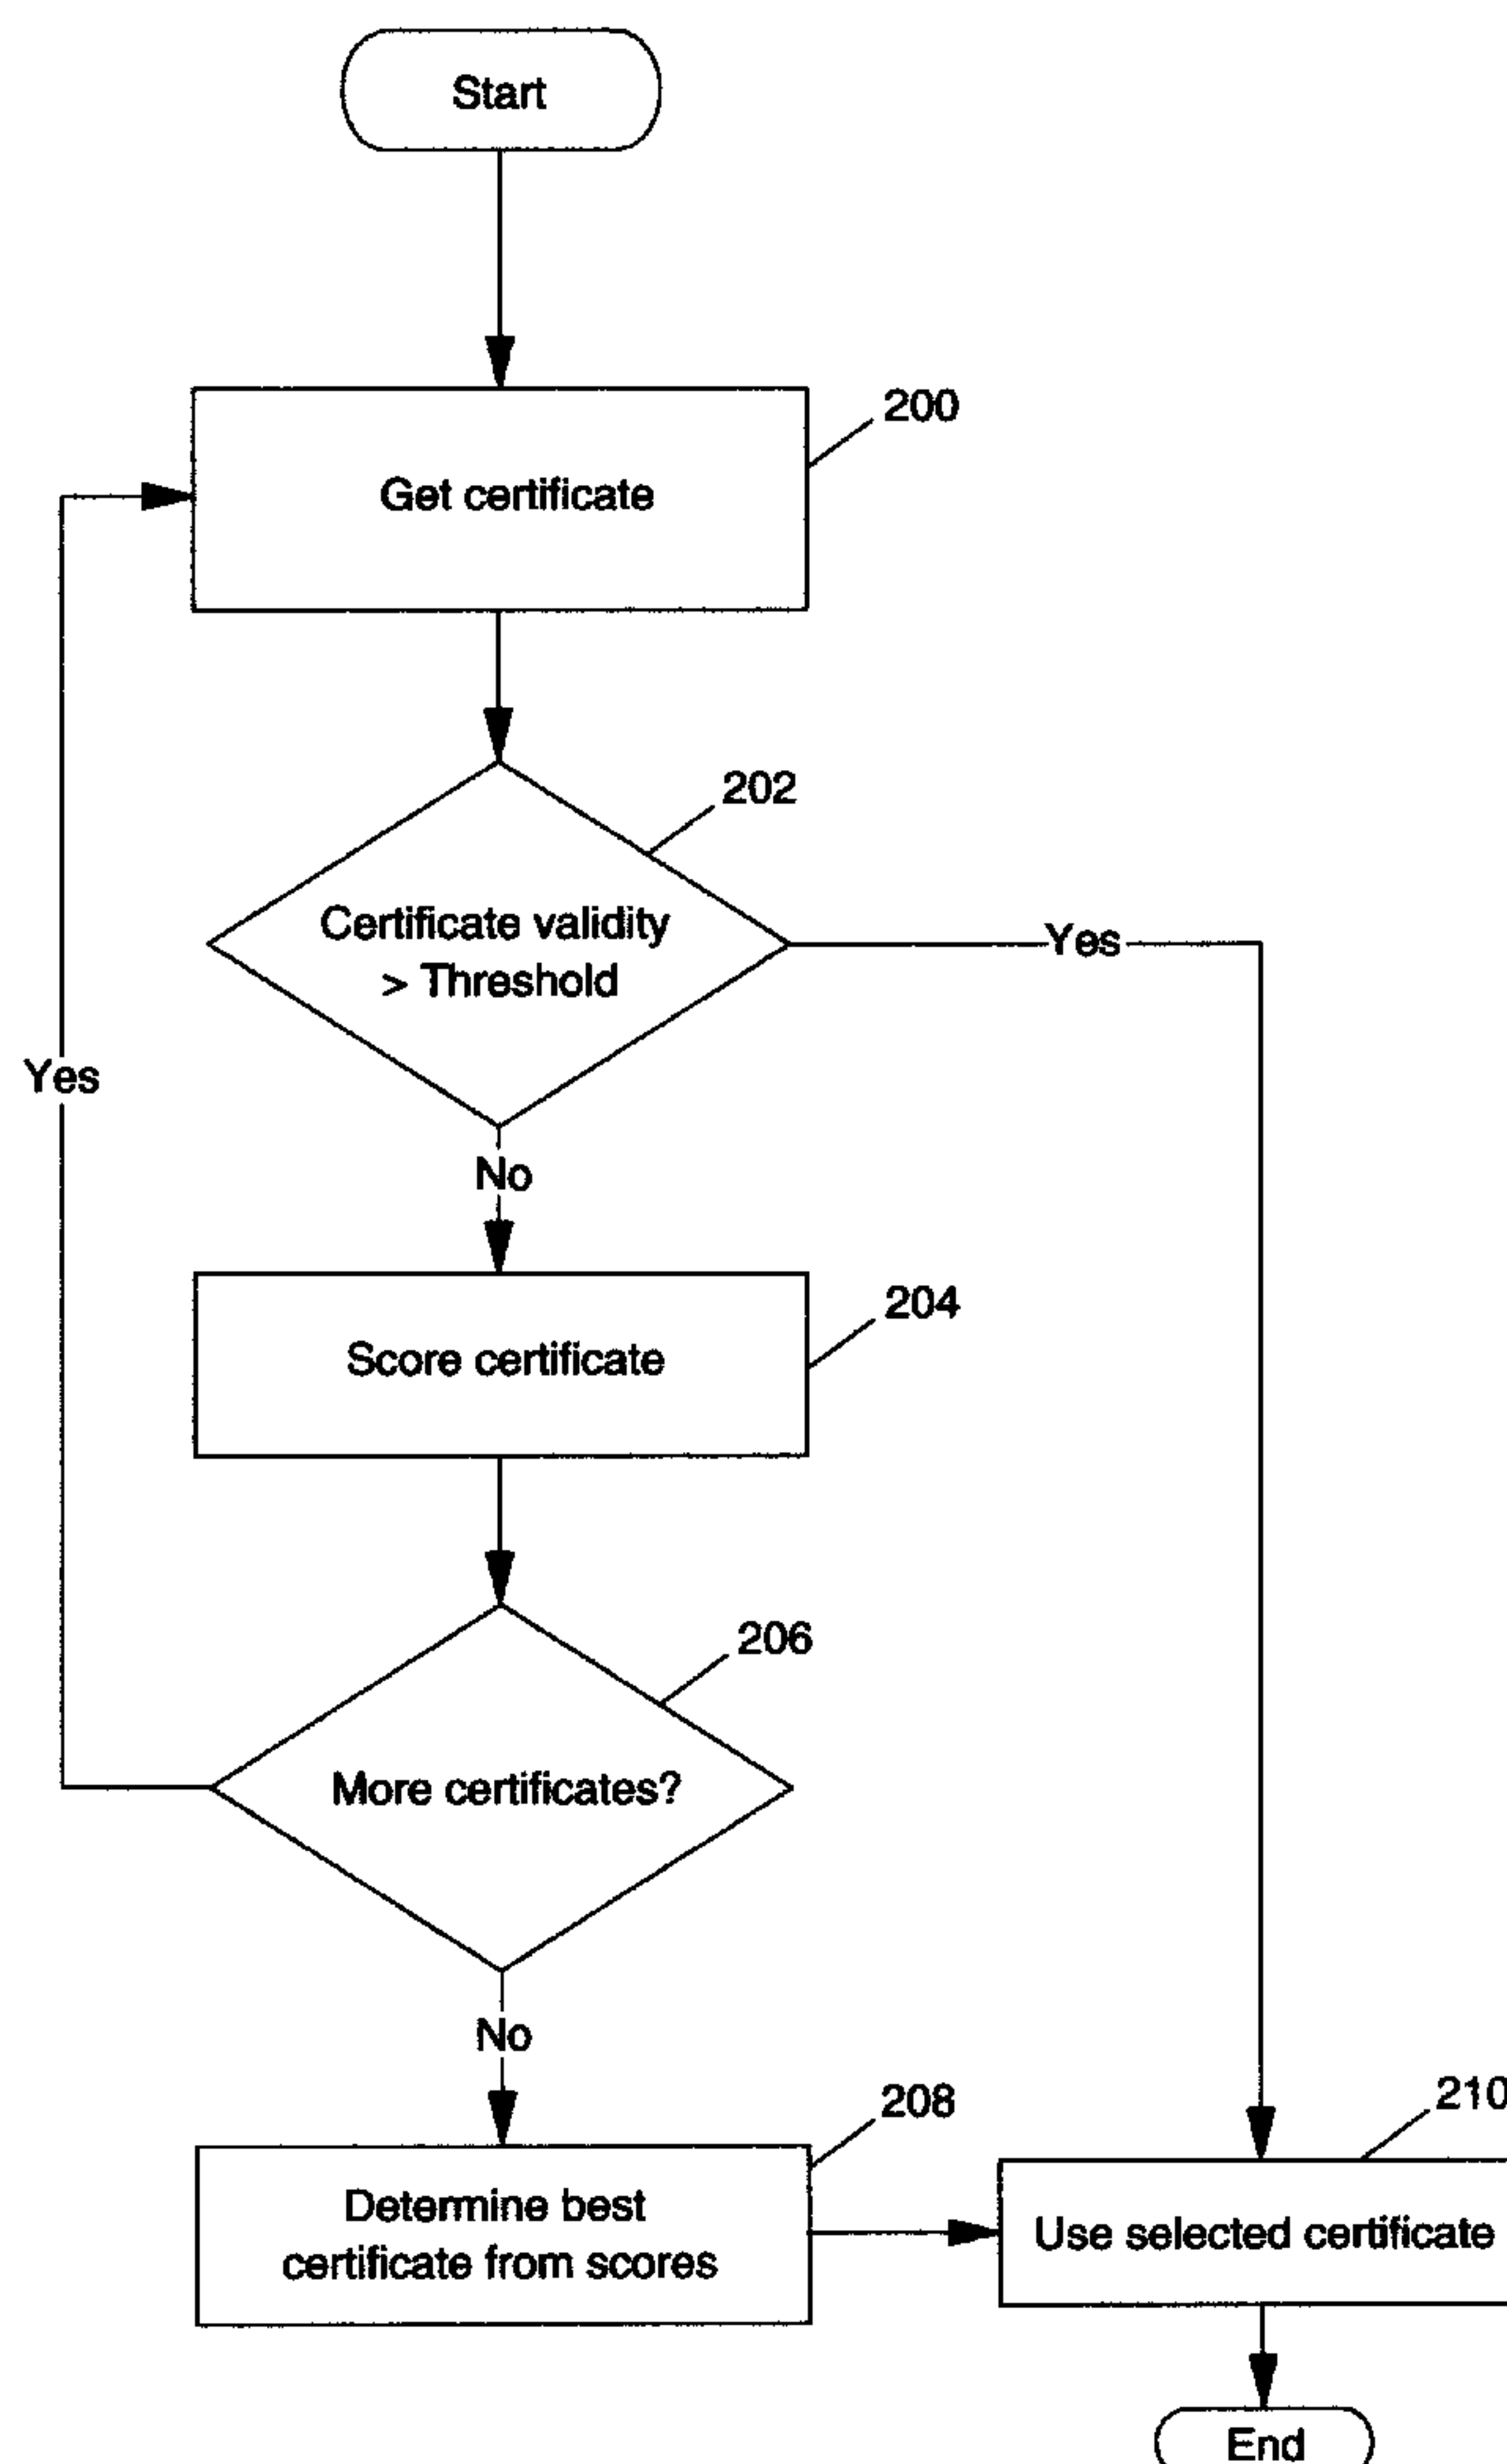 Start
200
Get certificate
202
Certificate validity
> Threshold
Yes
Yes
No
204
Score certificate
206
More certificates?
No
208
210
Determine best
certificate from scores
Use selected certificate
End